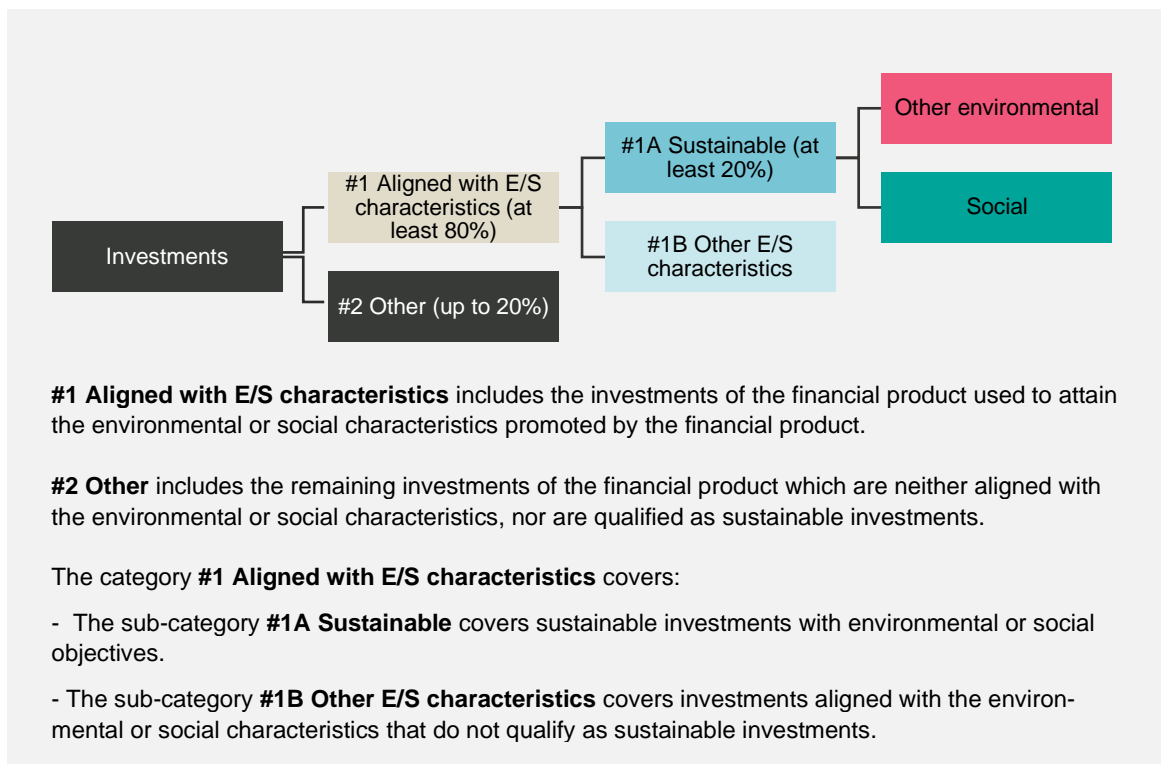 Investments
#1 Aligned with E/S
characteristics (at
least 80%)
#2 Other (up to 20%)
#1A Sustainable (at
least 20%)
#1B Other E/S
characteristics
Other environmental
Social
#1 Aligned with E/S characteristics includes the investments of the financial product used to attain
the environmental or social characteristics promoted by the financial product.
#2 Other includes the remaining investments of the financial product which are neither aligned with
the environmental or social characteristics, nor are qualified as sustainable investments.
The category #1 Aligned with E/S characteristics covers:
- The sub-category #1A Sustainable covers sustainable investments with environmental or social
objectives.
- The sub-category #1B Other E/S characteristics covers investments aligned with the environ-
mental or social characteristics that do not qualify as sustainable investments.